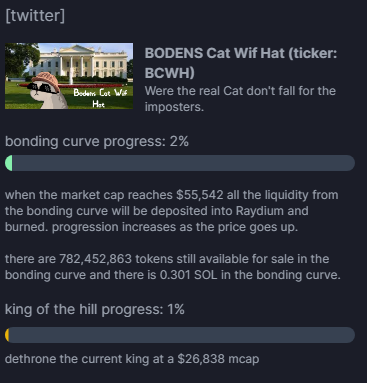 [twitter]
BODENS Cat Wif Hat (ticker:
BCWH)
Were the real Cat don't fall for the
imposters.
Bodens Cat Wif
Hat
bonding curve progress: 2%
when the market cap reaches $55,542 all the liquidity from
the bonding curve will be deposited into Raydium and
burned. progression increases as the price goes up.
there are 782,452,863 tokens still available for sale in the
bonding curve and there is 0.301 SOL in the bonding curve.
king of the hill progress: 1%
dethrone the current king at a $26,838 mcap